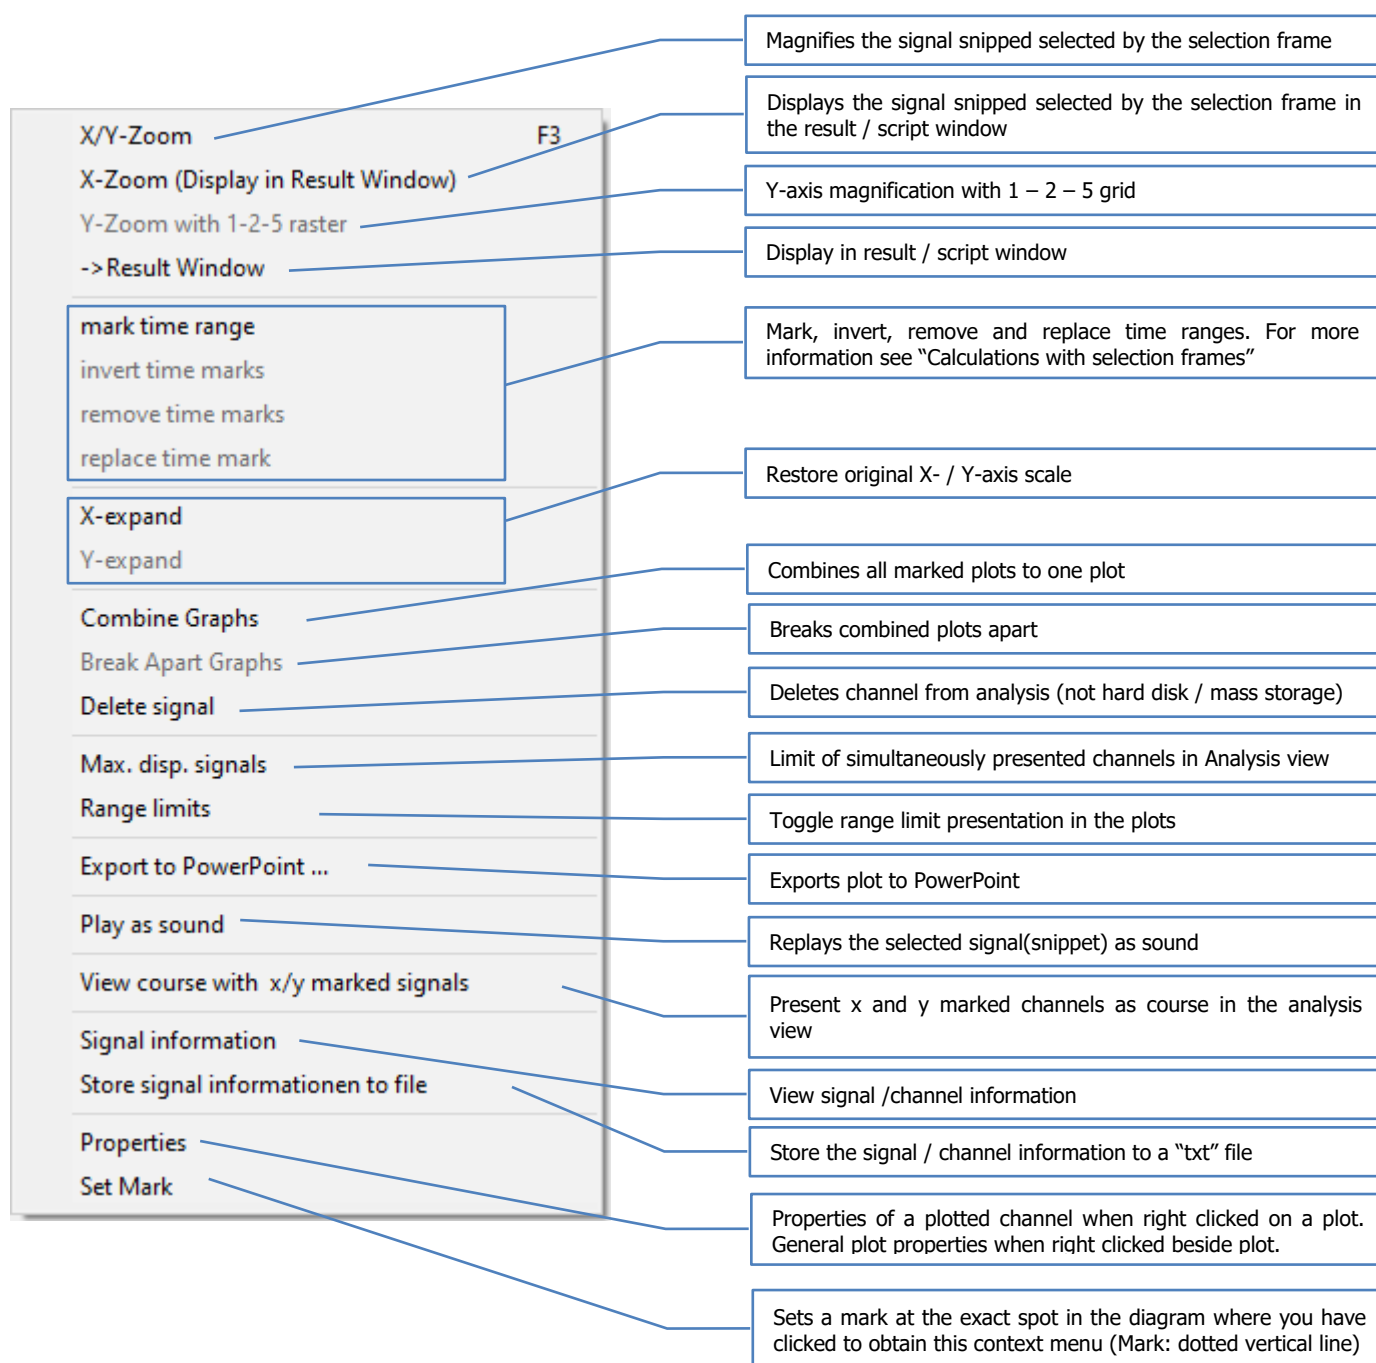 X/Y-Zoom F3
X-Zoom (Display in Result Window)
Y-Zoom with 1-2-5 raster
->Result Window
mark time range
invert time marks
remove time marks
replace time mark
X-expand
Y-expand
Combine Graphs
Break Apart Graphs
Delete signal
Max. disp. signals
Range limits
Export to PowerPoint ...
Play as sound
View course with x/y marked signals
Signal information
Store signal informationen to file
Properties
Set Mark
Magnifies the signal snipped selected by the selection frame
Displays the signal snipped selected by the selection frame in
the result / script window
Y-axis magnification with 1 – 2 – 5 grid
Display in result / script window
Mark, invert, remove and replace time ranges. For more
information see “Calculations with selection frames”
Restore original X- / Y-axis scale
Combines all marked plots to one plot
Breaks combined plots apart
Deletes channel from analysis (not hard disk / mass storage)
Limit of simultaneously presented channels in Analysis view
Toggle range limit presentation in the plots
Exports plot to PowerPoint
Replays the selected signal(snippet) as sound
Present x and y marked channels as course in the analysis
view
View signal /channel information
Store the signal / channel information to a “txt” file
Properties of a plotted channel when right clicked on a plot.
General plot properties when right clicked beside plot.
Sets a mark at the exact spot in the diagram where you have
clicked to obtain this context menu (Mark: dotted vertical line)